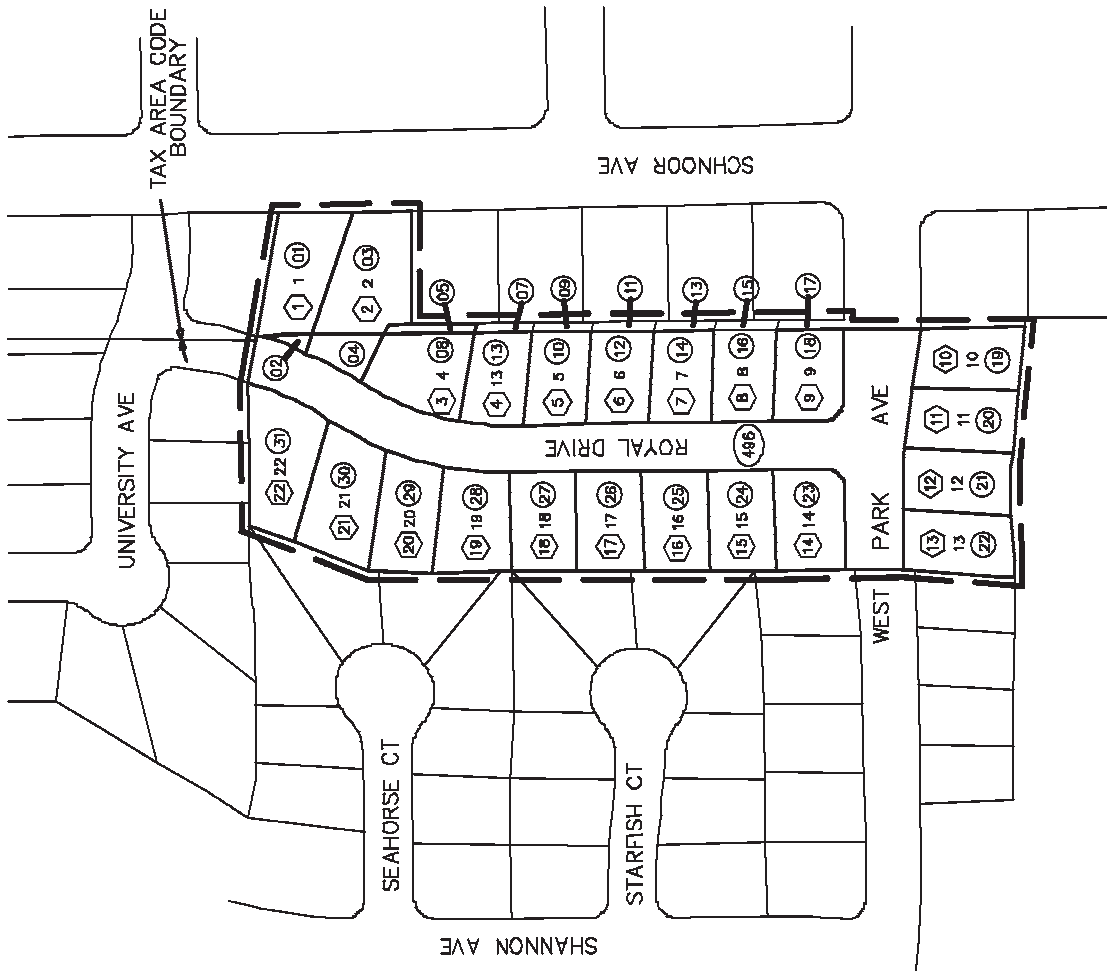 TAX AREA CODE
BOUNDARY
SCHNOOR AVE
UNIVERSITY AVE
1 1 01
2 2 03
02
04
05
07
09
11
13
15
17
3 4 08
4 13 13
5 5 10
6 6 12
7 7 14
8 8 16
9 9 18
10 10 19
11 11 20
12 12 21
13 13 22
ROYAL DRIVE
496
WEST PARK AVE
22 22 31
21 21 30
20 20 29
19 19 28
18 18 27
17 17 26
16 16 25
15 15 24
14 14 23
SEAHORSE CT
STARFISH CT
SHANNON AVE